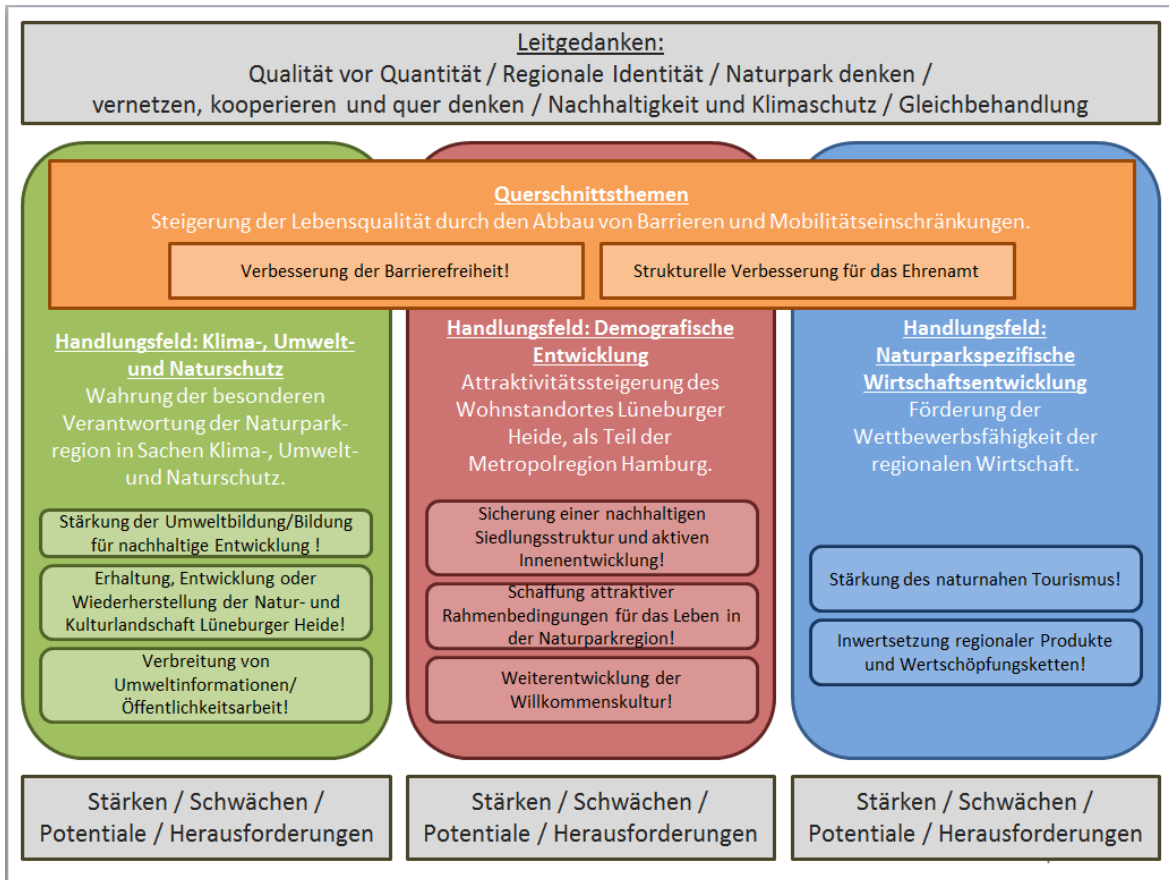 Leitgedanken:
Qualität vor Quantität / Regionale Identität / Naturpark denken /
vernetzen, kooperieren und quer denken / Nachhaltigkeit und Klimaschutz / Gleichbehandlung
Querschnittsthemen
Steigerung der Lebensqualität durch den Abbau von Barrieren und Mobilitätseinschränkungen.
Verbesserung der Barrierefreiheit!
Strukturelle Verbesserung für das Ehrenamt
Handlungsfeld: Klima-, Umwelt-
und Naturschutz
Wahrung der besonderen
Verantwortung der Naturpark-
region in Sachen Klima-, Umwelt-
und Naturschutz.
Stärkung der Umweltbildung/Bildung
für nachhaltige Entwicklung !
Erhaltung, Entwicklung oder
Wiederherstellung der Natur- und
Kulturlandschaft Lüneburger Heide!
Verbreitung von
Umweltinformationen/
Öffentlichkeitsarbeit!
Handlungsfeld: Demografische
Entwicklung
Attraktivitätssteigerung des
Wohnstandortes Lüneburger
Heide, als Teil der
Metropolregion Hamburg.
Sicherung einer nachhaltigen
Siedlungsstruktur und aktiven
Innenentwicklung!
Schaffung attraktiver
Rahmenbedingungen für das Leben in
der Naturparkregion!
Weiterentwicklung der
Willkommenskultur!
Handlungsfeld:
Naturparkspezifische
Wirtschaftsentwicklung
Förderung der
Wettbewerbsfähigkeit der
regionalen Wirtschaft.
Stärkung des naturnahen Tourismus!
Inwertsetzung regionaler Produkte
und Wertschöpfungsketten!
Stärken / Schwächen /
Potentiale / Herausforderungen
Stärken / Schwächen /
Potentiale / Herausforderungen
Stärken / Schwächen /
Potentiale / Herausforderungen